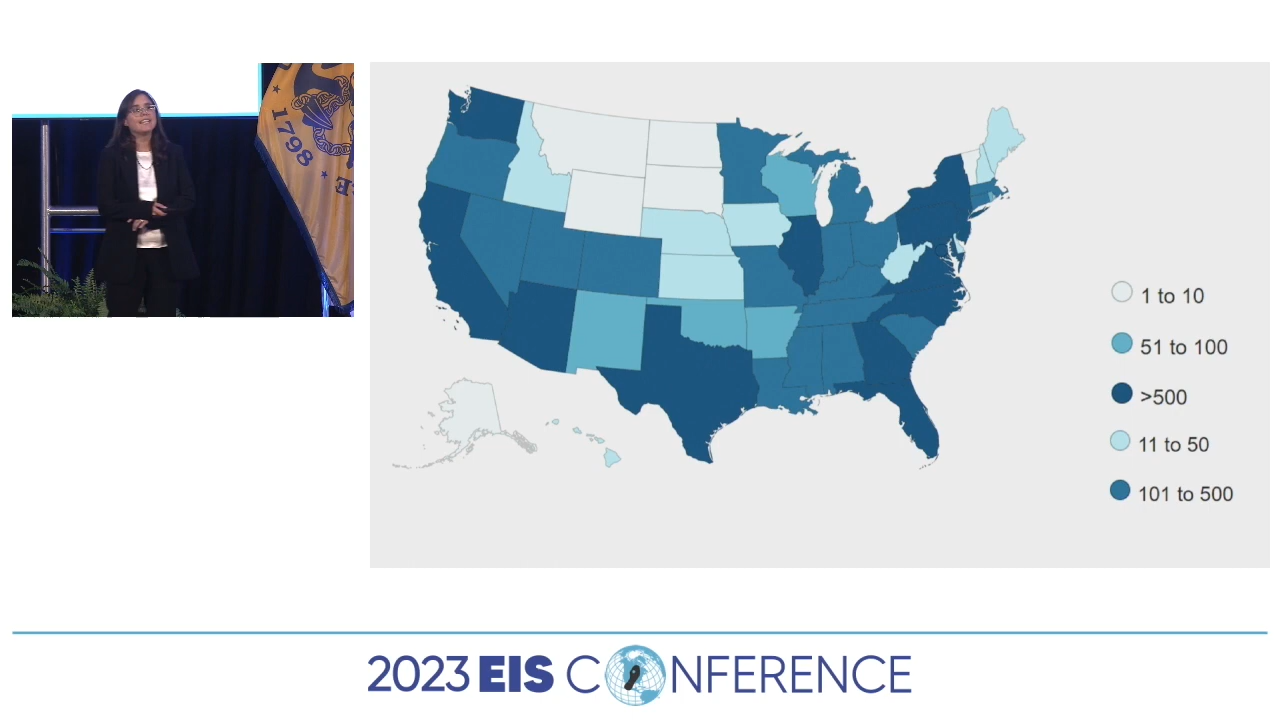 1798
1 to 10
51 to 100
>500
11 to 50
101 to 500
2023 EIS CONFERENCE